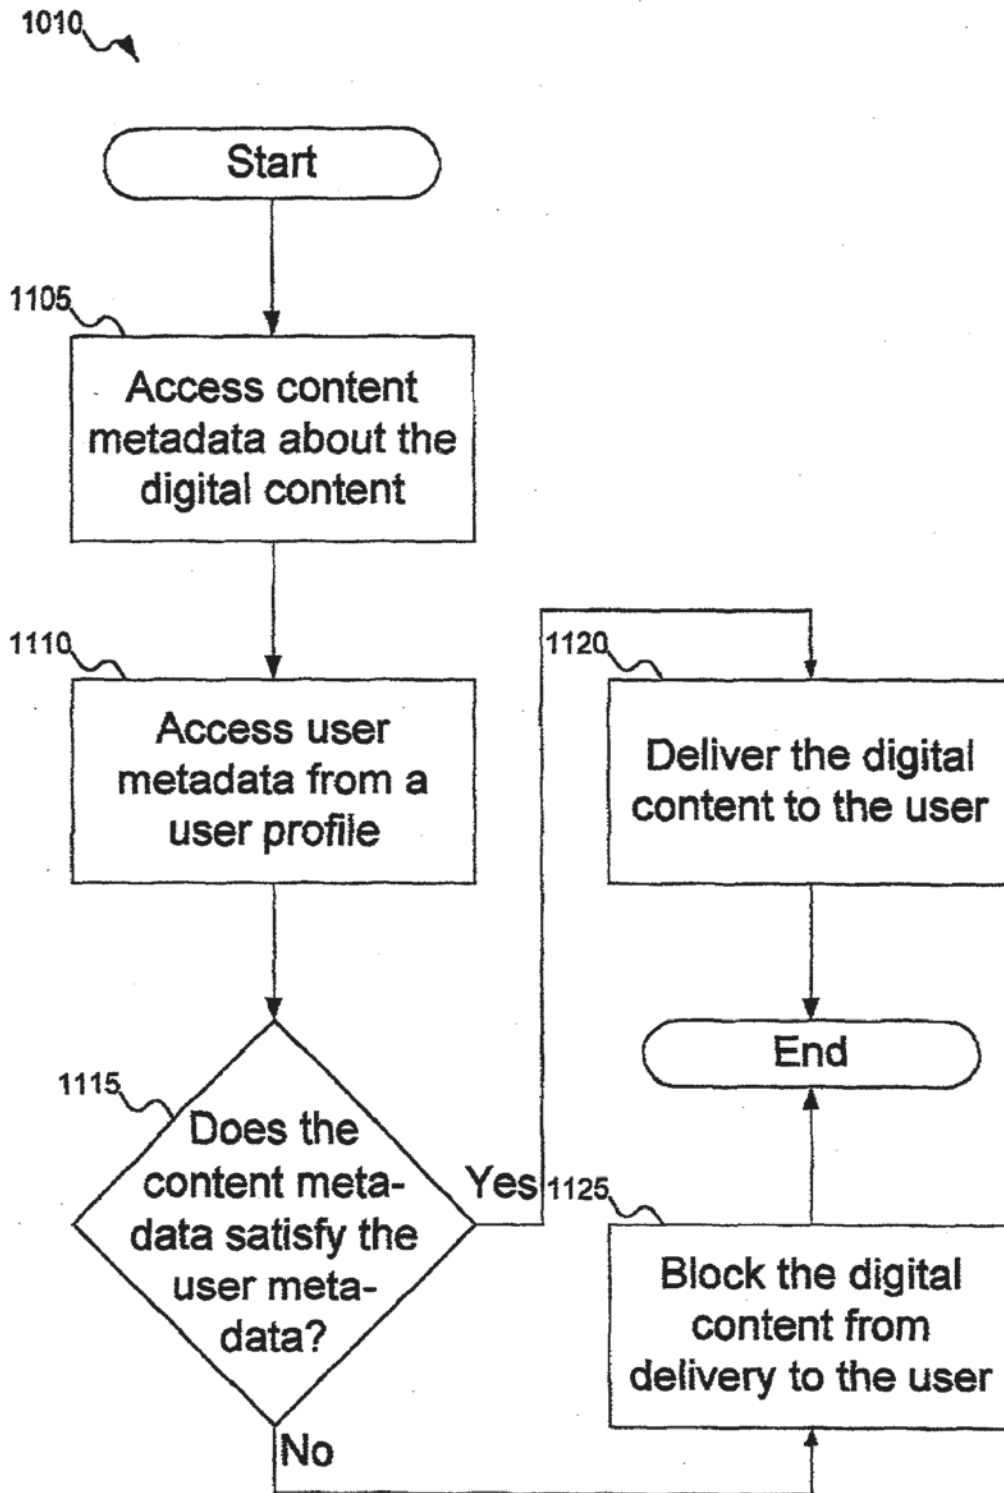 1010
Start
1105
Access content
metadata about the
digital content
1110
Access user
metadata from a
user profile
1115
Does the
content meta-
data satisfy the
user meta-
data?
Yes
No
1120
Deliver the digital
content to the user
End
1125
Block the digital
content from
delivery to the user